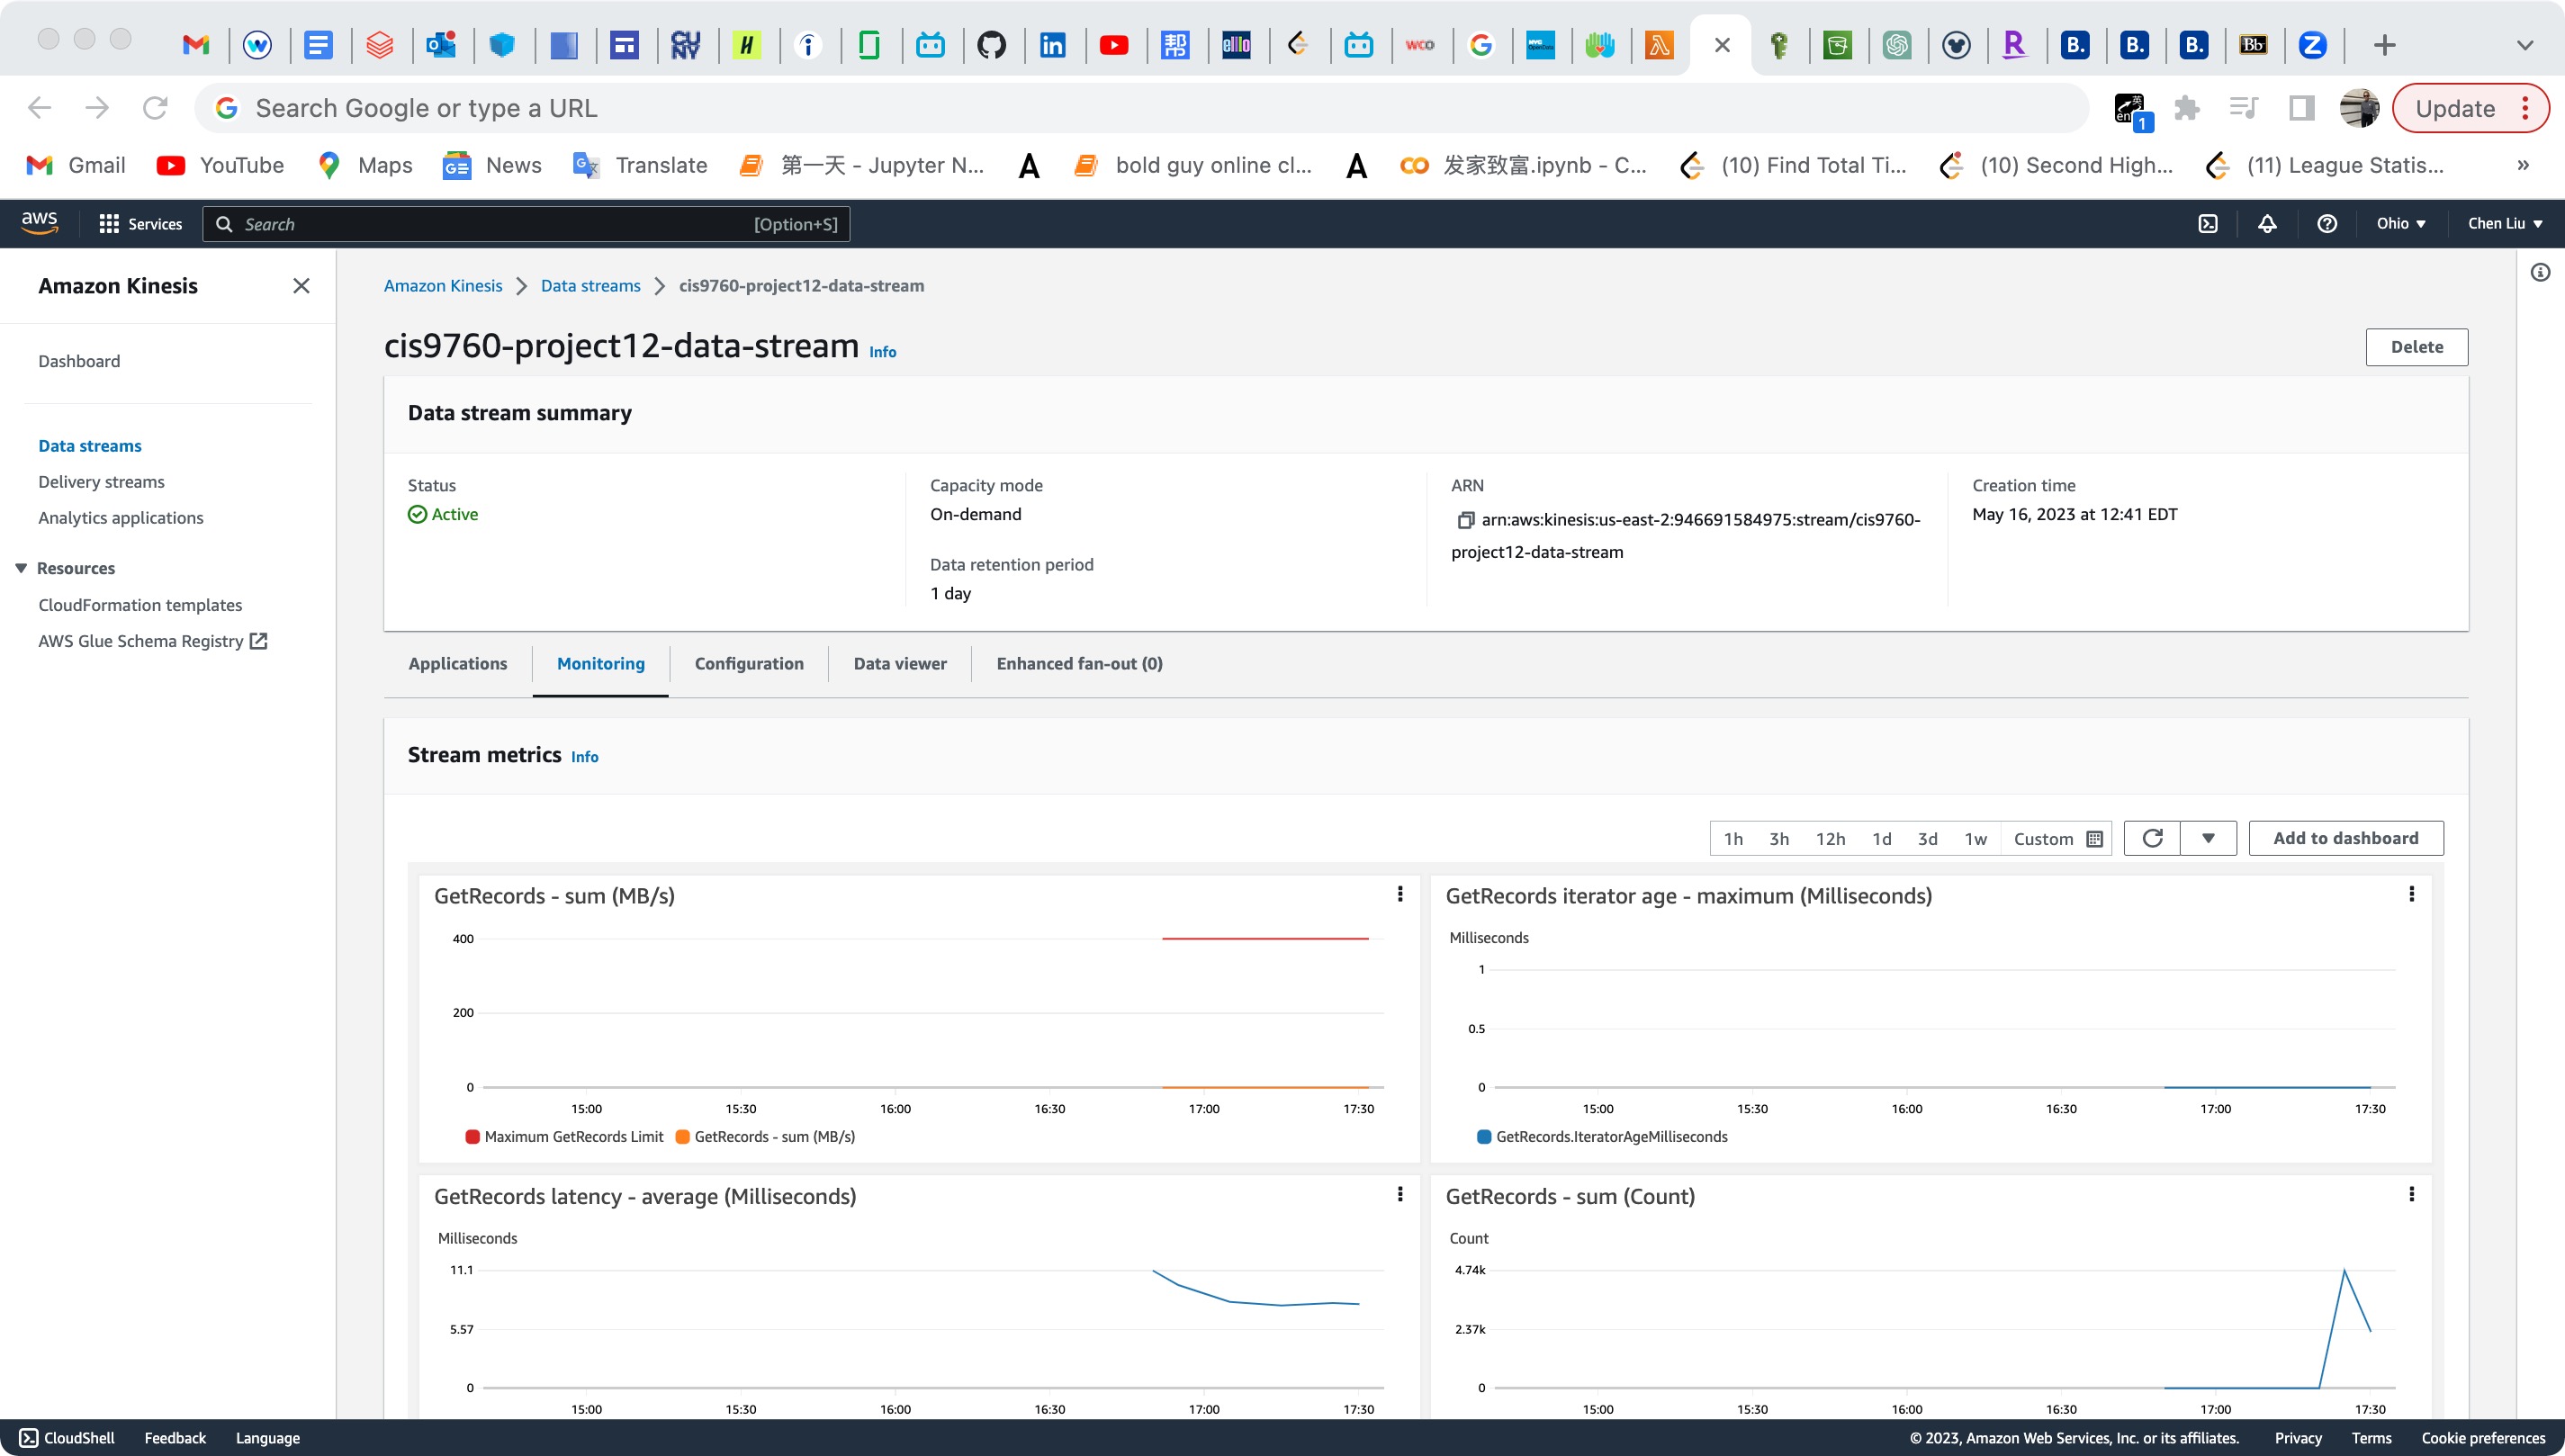 Search Google or type a URL
en 英 1
Update
Gmail YouTube Maps News Translate 第一天 - Jupyter N... bold guy online cl... 发家致富.ipynb - C... (10) Find Total Ti... (10) Second High... (11) League Statis... »
aws Services Search [Option+S] Ohio ▼ Chen Liu ▼
Amazon Kinesis
Dashboard
Data streams
Delivery streams
Analytics applications
Resources
CloudFormation templates
AWS Glue Schema Registry
Amazon Kinesis > Data streams > cis9760-project12-data-stream
cis9760-project12-data-stream Info
Delete
Data stream summary
Status
Active
Capacity mode
On-demand
Data retention period
1 day
ARN
arn:aws:kinesis:us-east-2:946691584975:stream/cis9760-
project12-data-stream
Creation time
May 16, 2023 at 12:41 EDT
Applications Monitoring Configuration Data viewer Enhanced fan-out (0)
Stream metrics Info
1h 3h 12h 1d 3d 1w Custom Add to dashboard
GetRecords - sum (MB/s)
400
200
0
15:00 15:30 16:00 16:30 17:00 17:30
Maximum GetRecords Limit GetRecords - sum (MB/s)
GetRecords iterator age - maximum (Milliseconds)
Milliseconds
1
0.5
0
15:00 15:30 16:00 16:30 17:00 17:30
GetRecords.IteratorAgeMilliseconds
GetRecords latency - average (Milliseconds)
Milliseconds
11.1
5.57
0
15:00 15:30 16:00 16:30 17:00 17:30
GetRecords - sum (Count)
Count
4.74k
2.37k
0
15:00 15:30 16:00 16:30 17:00 17:30
CloudShell Feedback Language © 2023, Amazon Web Services, Inc. or its affiliates. Privacy Terms Cookie preferences